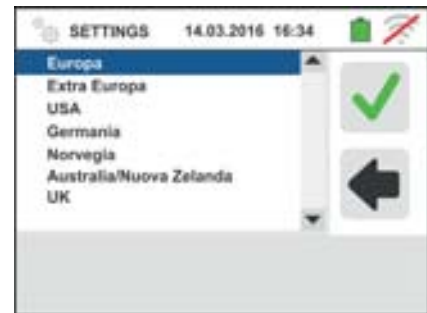 SETTINGS 14.03.2016 16:34
Europa
Extra Europa
USA
Germania
Norvegia
Australia/Nuova Zelanda
UK